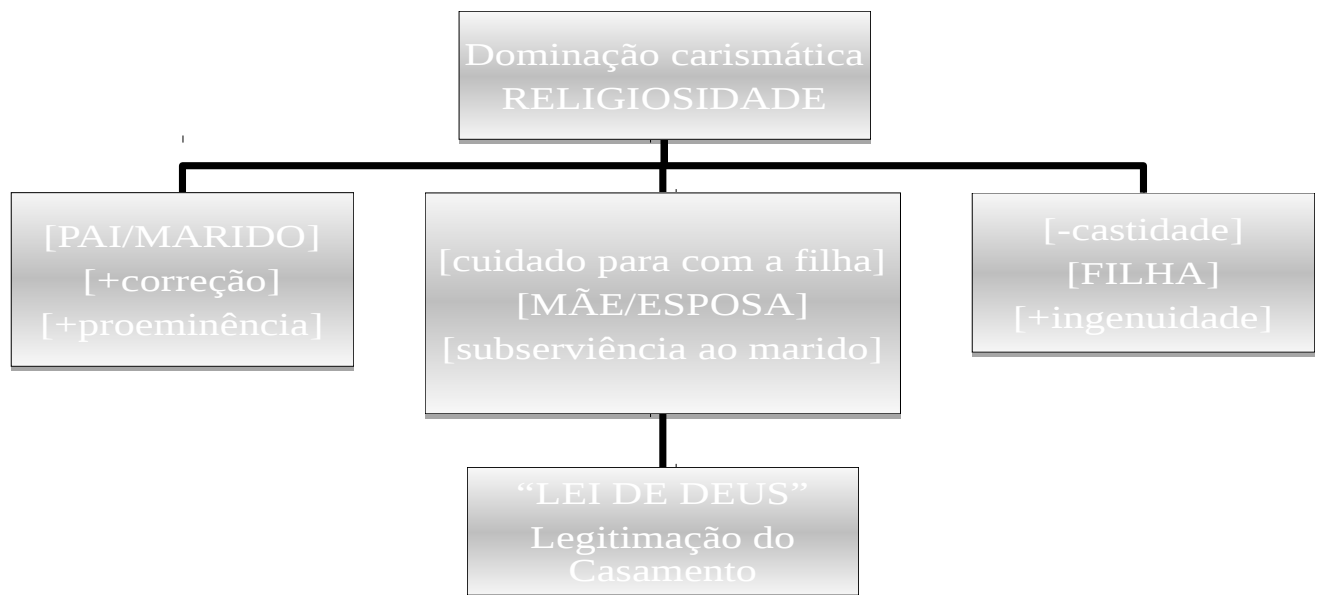 Dominação carismática
RELIGIOSIDADE
[PAI/MARIDO]
[+correção]
[+proeminência]
[cuidado para com a filha]
[MÃE/ESPOSA]
[subserviência ao marido]
[-castidade]
[FILHA]
[+ingenuidade]
“LEI DE DEUS”
Legitimação do
Casamento